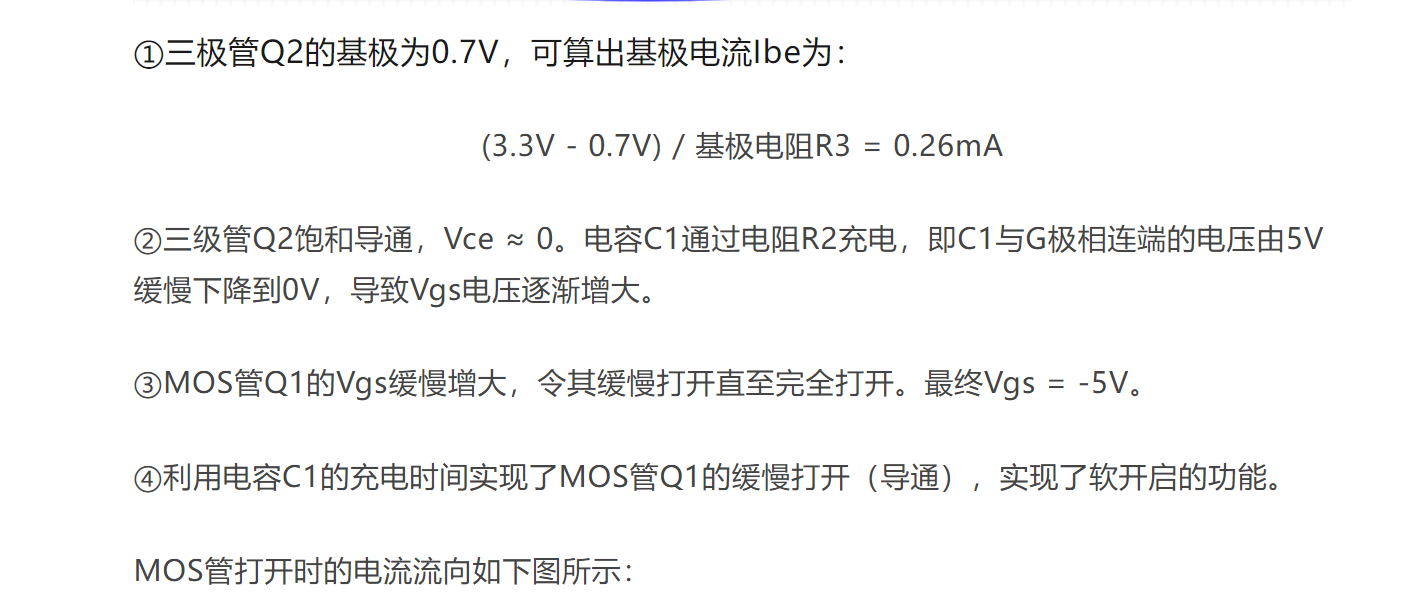 ①三极管Q2的基极为0.7V，可算出基极电流Ibe为：
(3.3V - 0.7V) / 基极电阻R3 = 0.26mA
②三级管Q2饱和导通，Vce ≈ 0。电容C1通过电阻R2充电，即C1与G极相连端的电压由5V
缓慢下降到0V，导致Vgs电压逐渐增大。
③MOS管Q1的Vgs缓慢增大，令其缓慢打开直至完全打开。最终Vgs = -5V。
④利用电容C1的充电时间实现了MOS管Q1的缓慢打开（导通），实现了软开启的功能。
MOS管打开时的电流流向如下图所示：